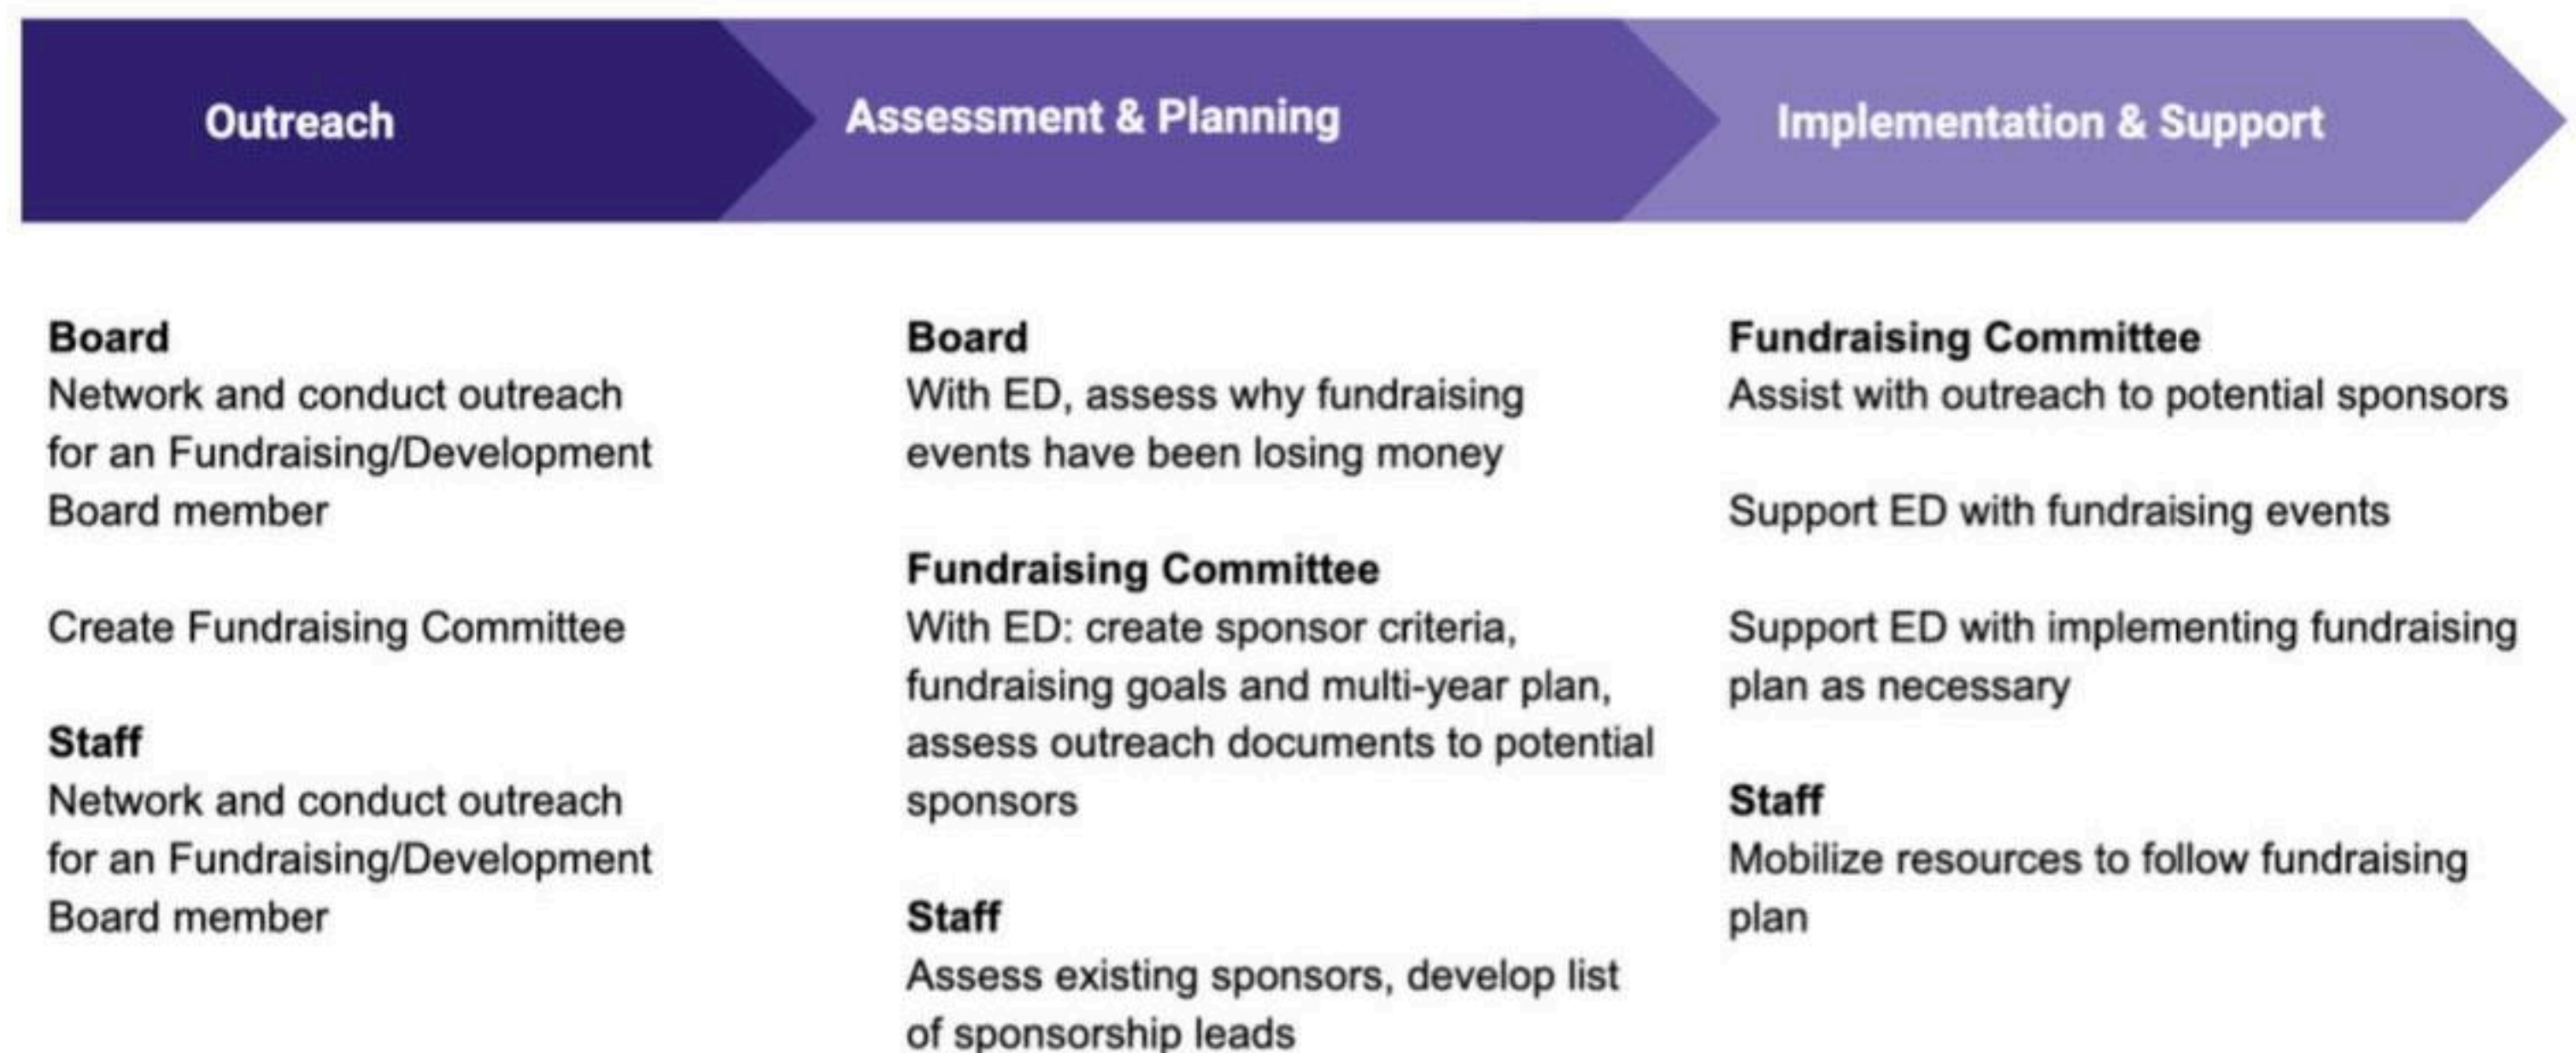 Outreach
Assessment & Planning
Implementation & Support
Board
Network and conduct outreach
for an Fundraising/Development
Board member
Create Fundraising Committee
Staff
Network and conduct outreach
for an Fundraising/Development
Board member
Board
With ED, assess why fundraising
events have been losing money
Fundraising Committee
With ED: create sponsor criteria,
fundraising goals and multi-year plan,
assess outreach documents to potential
sponsors
Staff
Assess existing sponsors, develop list
of sponsorship leads
Fundraising Committee
Assist with outreach to potential sponsors
Support ED with fundraising events
Support ED with implementing fundraising
plan as necessary
Staff
Mobilize resources to follow fundraising
plan